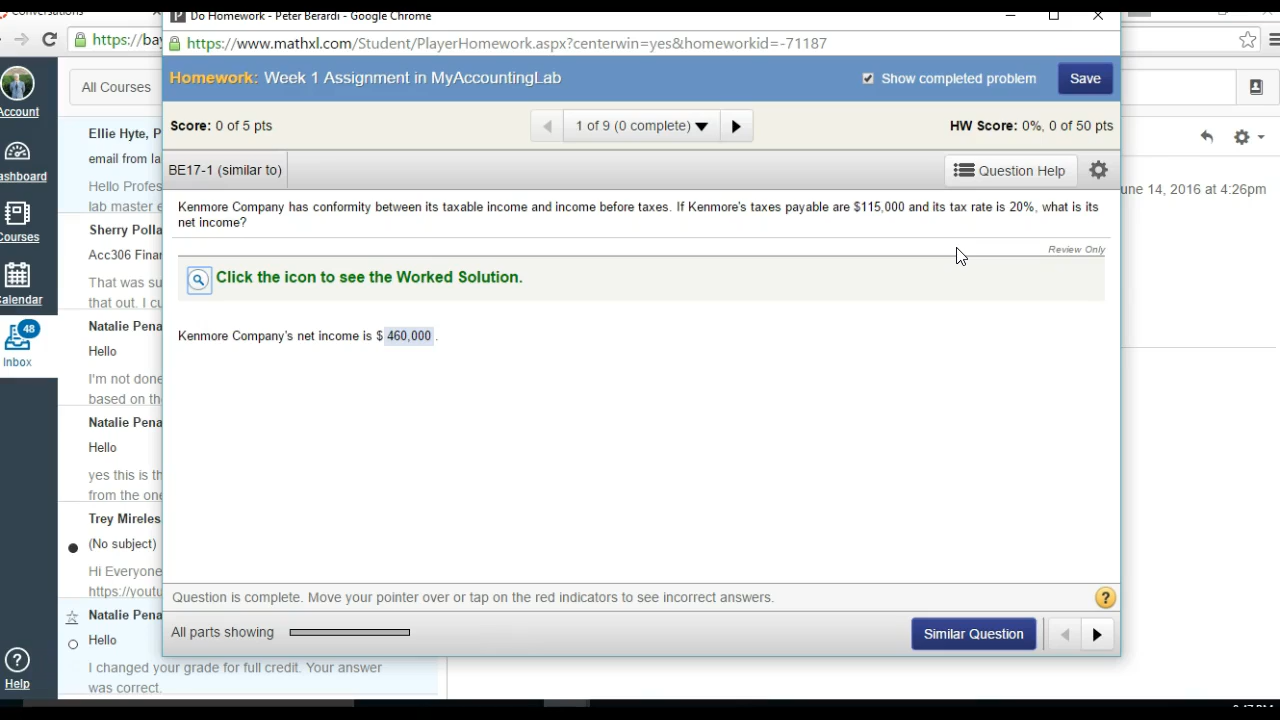 Do Homework - Peter Berardi - Google Chrome
https://bay
https://www.mathxl.com/Student/PlayerHomework.aspx?centerwin=yes&homeworkid=-71187
Homework: Week 1 Assignment in MyAccountingLab
Show completed problem
Save
All Courses
Account
Score: 0 of 5 pts
1 of 9 (0 complete)
HW Score: 0%, 0 of 50 pts
BE17-1 (similar to)
Question Help
une 14, 2016 at 4:26pm
Kenmore Company has conformity between its taxable income and income before taxes. If Kenmore's taxes payable are $115,000 and its tax rate is 20%, what is its
net income?
Review Only
Click the icon to see the Worked Solution.
Kenmore Company's net income is $ 460,000 .
Question is complete. Move your pointer over or tap on the red indicators to see incorrect answers.
All parts showing
Similar Question
ashboard
Courses
Calendar
48
Inbox
Help
Ellie Hyte, P
email from la
Hello Profes
lab master e
Sherry Polla
Acc306 Finan
That was su
that out. I cu
Natalie Pena
Hello
I'm not done
based on th
Natalie Pena
Hello
yes this is th
from the one
Trey Mireles
(No subject)
Hi Everyone
https://youtu
Natalie Pena
Hello
I changed your grade for full credit. Your answer
was correct.